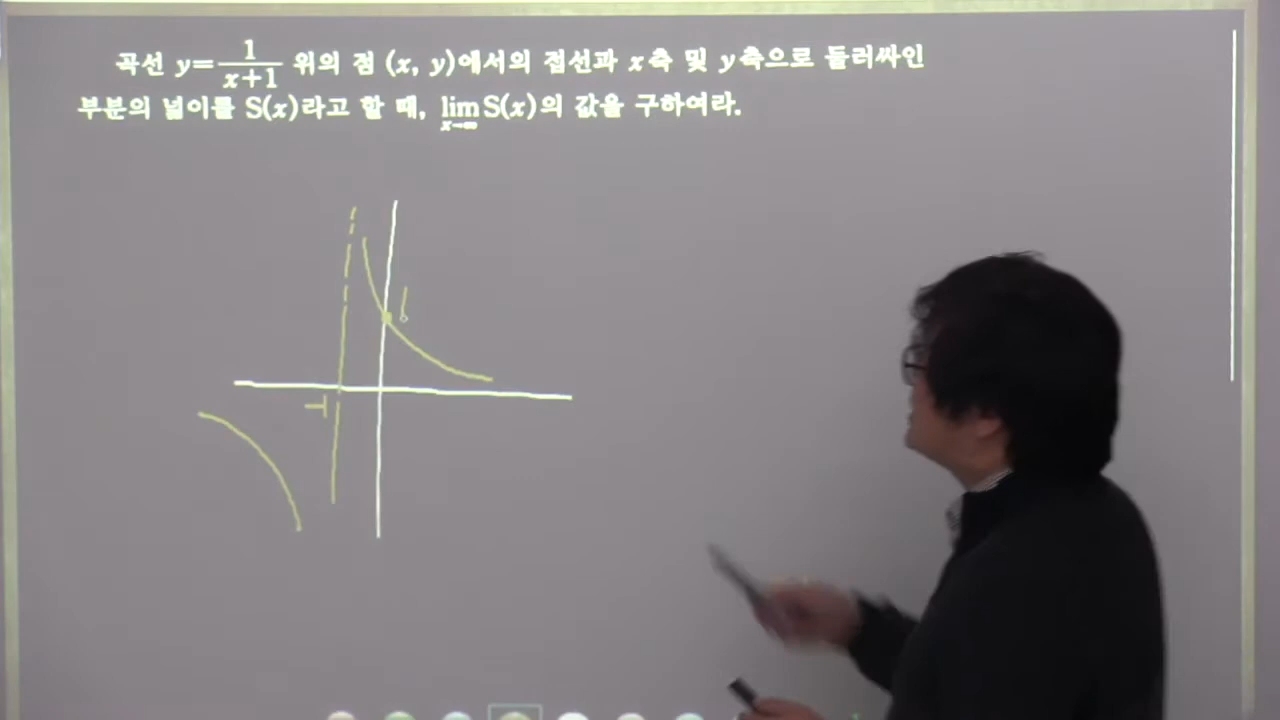 곡선 y=1/(x+1) 위의 점 (x, y)에서의 접선과 x축 및 y축으로 둘러싸인
부분의 넓이를 S(x)라고 할 때, lim x→∞ S(x)의 값을 구하여라.
1
-1